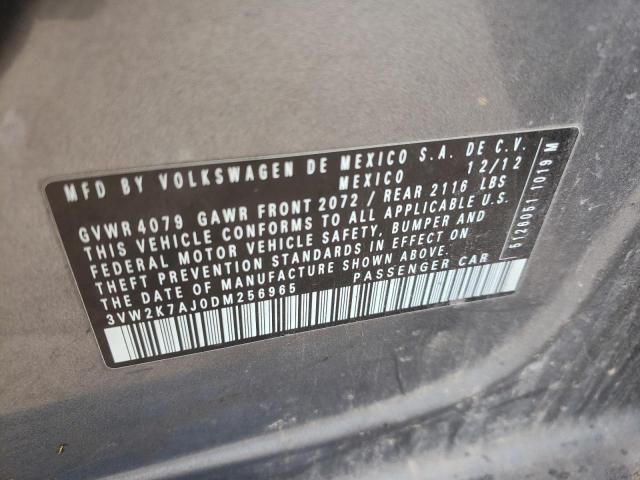 MFD BY VOLKSWAGEN DE MEXICO S.A. DE C.V.
MEXICO 12/12
GVWR 4079 GAWR FRONT 2072 / REAR 2116 LBS
THIS VEHICLE CONFORMS TO ALL APPLICABLE U.S.
FEDERAL MOTOR VEHICLE SAFETY, BUMPER AND
THEFT PREVENTION STANDARDS IN EFFECT ON
THE DATE OF MANUFACTURE SHOWN ABOVE.
3VW2K7AJ0DM256965 PASSENGER CAR
6128051 1019 M